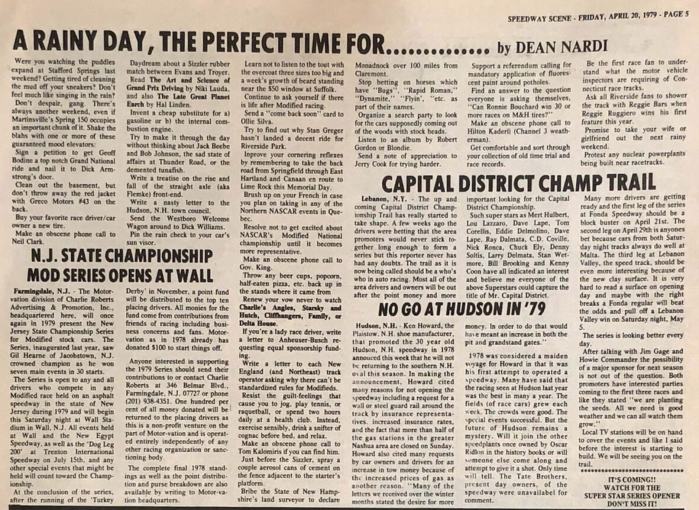 SPEEDWAY SCENE - FRIDAY, APRIL 20, 1979 - PAGE 5
A RAINY DAY, THE PERFECT TIME FOR............. by DEAN NARDI
Were you watching the puddles
expand at Stafford Springs last
weekend? Getting tired of cleaning
the mud off your sneakers? Don't
feel much like singing in the rain?
Don't despair, gang. There's
always another weekend, even if
Martinsville's Spring 150 occupies
an important chunk of it. Shake the
blahs with one or more of these
guaranteed mood elevators:
Sign a petition to get Geoff
Bodine a top notch Grand National
ride and nail it to Dick Arm-
strong's door.
Clean out the basement, but
don't throw away the red jacket
with Greco Motors #43 on the
back.
Buy your favorite race driver/car
owner a new tire.
Make an obscene phone call to
Neil Clark.
Daydream about a Sizzler rubber
match between Evans and Troyer.
Read The Art and Science of
Grand Prix Driving by Niki Lauda,
and also The Late Great Planet
Earth by Hal Linden.
Invent a cheap substitute for a)
gasoline or b) the internal com-
bustion engine.
Try to make it through the day
without thinking about Jack Beebe
and Bob Johnson, the sad state of
affairs at Thunder Road, or the
demented tunafish.
Write a treatise on the rise and
fall of the straight axle (aka
Flemke) front-end.
Write a nasty letter to the
Hudson, N.H. town council.
Send the Westboro Welcome
Wagon around to Dick Williams.
Pin the rain check to your car's
sun visor.
Learn not to listen to the tout with
the overcoat three sizes too big and
a week's growth of beard standing
near the $50 window at Suffolk.
Continue to ask yourself if there
is life after Modified racing.
Send a "come back soon" card to
Ollie Silva.
Try to find out why Stan Greger
hasn't landed a decent ride for
Riverside Park.
Improve your cornering reflexes
by remembering to take the back
road from Springfield through East
Hartland and Canaan en route to
Lime Rock this Memorial Day.
Brush up on your French in case
you plan on taking in any of the
Northern NASCAR events in Que-
bec.
Resolve not to get excited about
NASCAR's Modified National
championship until it becomes
more representative.
Make an obscene phone call to
Gov. King.
Throw any beer cups, popcorn,
half-eaten pizza, etc. back up in
the stands where it came from.
Renew your vow never to watch
Charlie's Angels, Starsky and
Hutch, Cliffhangers, Family, or
Delta House.
If you're a lady race driver, write
a letter to Anheuser-Busch re-
questing equal sponsorship fund-
ing.
Write a letter to each New
England (and Northeast) track
operator asking why there can't be
standardized rules for Modifieds.
Resist the guilt-feelings that
cause you to jog, play tennis, or
raquetball, or spend two hours
daily at a health club. Instead,
exercise sensibly, drink a snifter of
cognac before bed, and relax.
Make an obscene phone call to
Tom Kalomiris if you can find him.
Just before the Sizzler, spray a
couple aerosol cans of cement on
the fence adjacent to the starter's
platform.
Bribe the State of New Hamp-
shire's land surveyor to declare
Monadnock over 100 miles from
Claremont.
Stop betting on horses which
have "Bugs", "Rapid Roman,"
"Dynamite", "Flyin', "etc. as
part of their names.
Organize a search party to look
for the cars supposedly coming out
of the woods with stock heads.
Listen to an album by Robert
Gordon or Blondie.
Send a note of appreciation to
Jerry Cook for trying harder.
Support a referendum calling for
mandatory application of fluores-
cent paint around potholes.
Find an answer to the question
everyone is asking themselves,
"Can Ronnie Bouchard win 30 or
more races on M&H tires?"
Make an obscene phone call to
Hilton Kaderli (Channel 3 weath-
erman).
Get comfortable and sort through
your collection of old time trial and
race records.
Be the first race fan to under-
stand what the motor vehicle
inspectors are requiring of Con-
necticut race fans.
Ask all Riverside fans to shower
the track with Reggie Bars when
Reggie Ruggiero wins his first
feature this year.
Promise to take your wife or
girlfriend out the next rainy
weekend.
Protest any nuclear powerplants
being built near racetracks.
N.J. STATE CHAMPIONSHIP
MOD SERIES OPENS AT WALL
Farmingdale, N.J. - The Motor-
vation division of Charlie Roberts
Advertising & Promotion, Inc.,
headquartered here, will once
again in 1979 present the New
Jersey State Championship Series
for Modified stock cars. The
Series, inaugurated last year, saw
Gil Hearne of Jacobstown, N.J.
crowned champion as he won
seven main events in 30 starts.
The Series is open to any and all
drivers who compete in any
Modified race held on an asphalt
speedway in the state of New
Jersey during 1979 and will begin
this Saturday night at Wall Sta-
dium in Wall, N.J. All events held
at Wall and the New Egypt
Speedway, as well as the 'Dog Leg
200' at Trenton International
Speedway on July 15th, and any
other special events that might be
held will count toward the Champ-
ionship.
At the conclusion of the series,
after the running of the 'Turkey
Derby' in November, a point fund
will be distributed to the top ten
placing drivers. All monies for the
fund come from contributions from
friends of racing including busi-
ness concerns and fans. Motor-
vation as in 1978 already has
donated $100 to start things off.
Anyone interested in supporting
the 1979 Series should send their
contributions to or contact Charlie
Roberts at 346 Belmar Blvd.,
Farmingdale, N.J. 07727 or phone
(201) 938-4351. One hundred per
cent of all money donated will be
returned to the placing drivers as
this is a non-profit venture on the
part of Motor-vation and is operat-
ed entirely independently of any
other racing organization or sanc-
tioning body.
The complete final 1978 stand-
ings as well as the point distribu-
tion and purse breakdown are also
available by writing to Motor-va-
tion headquarters.
CAPITAL DISTRICT CHAMP TRAIL
Lebanon, N.Y. - The up and
coming Capital District Cham-
pionship Trail has really started to
take shape. A few weeks ago the
drivers were betting that the area
promoters would never stick to-
gether long enough to form a
series but this reporter never has
had any doubts. The trail as it is
now being called should be a who's
who in auto racing. Most all of the
area drivers and owners will be out
after the point money and more
important looking for the Capital
District Championship.
Such super stars as Mert Hulbert,
Lou Lazzaro, Dave Lape, Tom
Corellis, Eddie Delmolino, Dave
Lape, Ray Dalmata, C.D. Coville,
Nick Ronca, Chuck Ely, Denny
Soltis, Larry Dalmata, Stan Wet-
more, Bill Brooking and Kenny
Coon have all indicated an interest
and believe me everyone of the
above Superstars could capture the
title of Mr. Capital District.
Many more drivers are getting
ready and the first leg of the series
at Fonda Speedway should be a
block buster on April 21st. The
second leg on April 29th is anyones
bet because cars from both Satur-
day night tracks always do well at
Malta. The third leg at Lebanon
Valley, the speed track, should be
even more interesting because of
the new clay surface. It is very
hard to read a surface on opening
day and maybe with the right
breaks a Fonda regular will beat
the odds and pull off a Lebanon
Valley win on Saturday night, May
5.
The series is looking better every
day.
After talking with Jim Gage and
Howie Commander the possibility
of a major sponsor for next season
is not out of the question. Both
promoters have interested parties
coming to the first three races and
like they stated "we are planting
the seeds. All we need is good
weather and we can all watch them
grow."
Local TV stations will be on hand
to cover the events and like I said
before the interest is starting to
build. We will be seeing you on the
trail.
NO GO AT HUDSON IN '79
Hudson, N.H. - Ken Howard, the
Plaistow, N.H. shoe manufacturer,
that promoted the 30 year old
Hudson, N.H. speedway in 1978
announced this week that he will not
be returning to the southern N.H.
oval this season. In making the
announcement, Howard cited
many reasons for not opening the
speedway including a request for a
wall or steel guard rail around the
track by insurance representa-
tives, increased insurance rates,
and the fact that more than half of
the gas stations in the greater
Nashua area are closed on Sunday.
Howard also cited many requests
by car owners and drivers for an
increase in tow money because of
the increased prices of gas as
another reason. "Many of the
letters we received over the winter
months stated the desire for more
money. In order to do that would
have meant an increase in both the
pit and grandstand gates."
1978 was considered a maiden
voyage for Howard in that it was
his first attempt to operated a
speedway. Many have said that
the racing seen at Hudson last year
was the best in many a year. The
fields (of race cars) grew each
week. The crowds were good. The
special events successful. But the
future of Hudson remains a
mystery. Will it join the other
speedplants once owned by Oscar
Ridlon in the history books or will
someone else come along and
attempt to give it a shot. Only time
will tell. The Tate Brothers,
present day owners, of the
speedway were unavailable for
comment.
IT'S COMING!!
WATCH FOR THE
SUPER STAR SERIES OPENER
DON'T MISS IT!